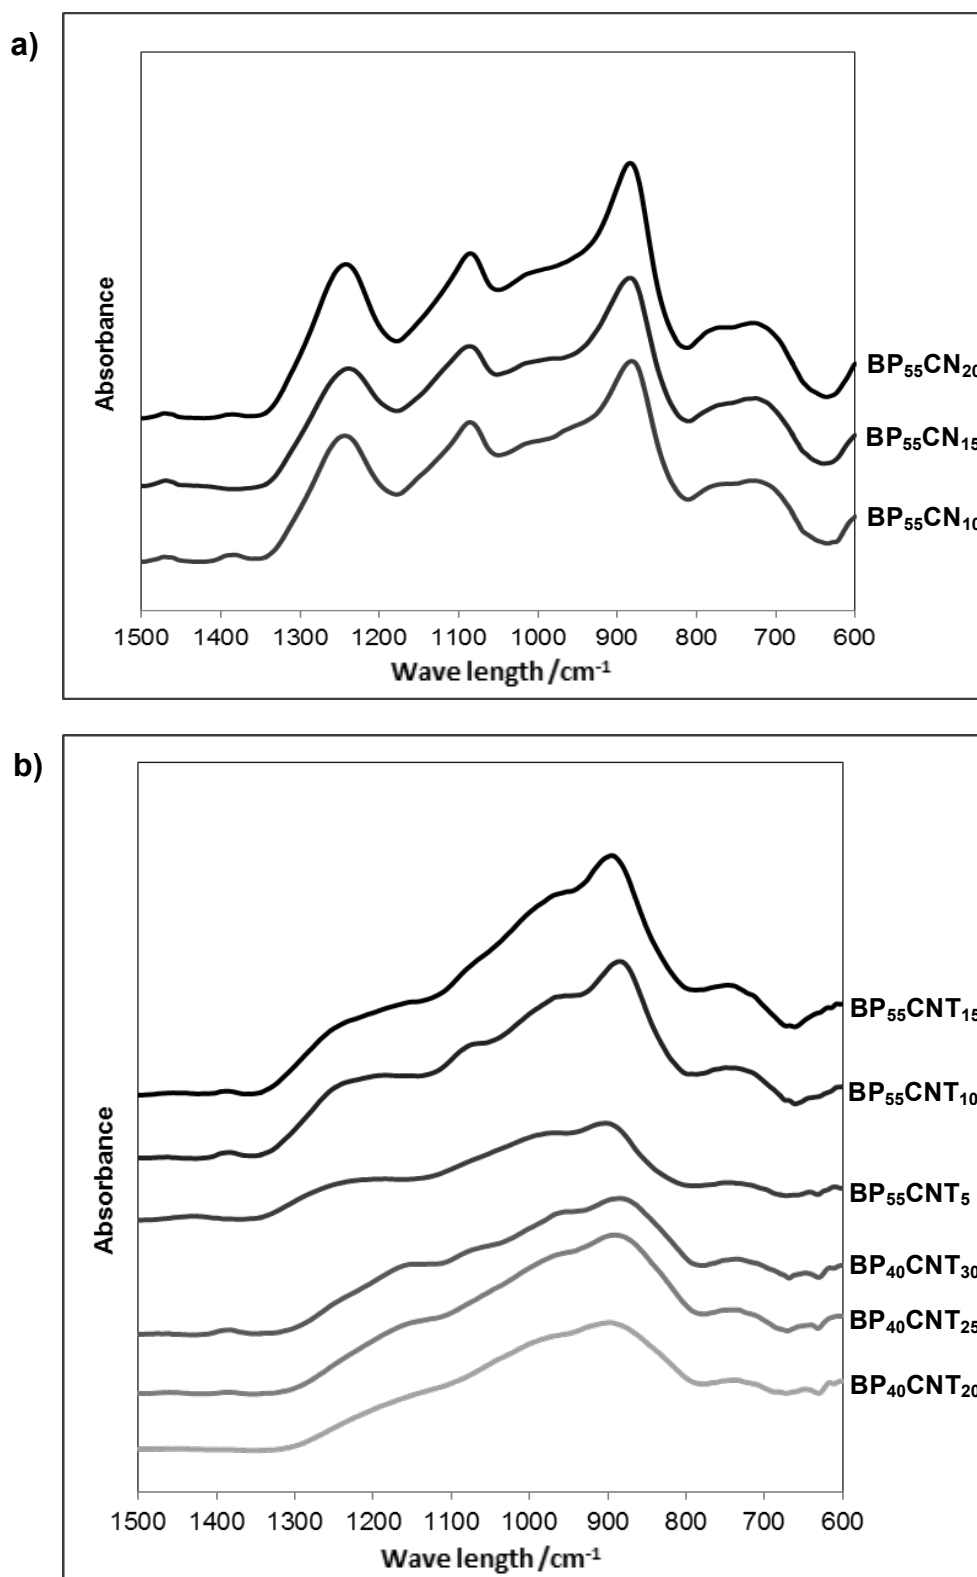 a)
Absorbance
BP₅₅CN₂₀
BP₅₅CN₁₅
BP₅₅CN₁₀
1500 1400 1300 1200 1100 1000 900 800 700 600
Wave length /cm⁻¹
b)
Absorbance
BP₅₅CNT₁₅
BP₅₅CNT₁₀
BP₅₅CNT₅
BP₄₀CNT₃₀
BP₄₀CNT₂₅
BP₄₀CNT₂₀
1500 1400 1300 1200 1100 1000 900 800 700 600
Wave length /cm⁻¹